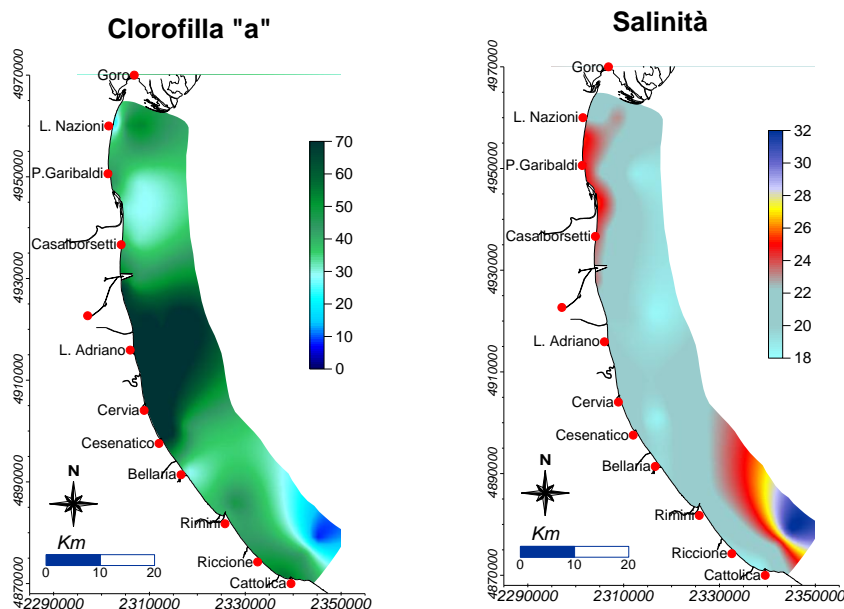 Clorofilla "a"
4970000
4950000
4930000
4910000
4890000
4870000
Goro
L. Nazioni
P.Garibaldi
Casalborsetti
L. Adriano
Cervia
Cesenatico
Bellaria
Rimini
Riccione
Cattolica
70
60
50
40
30
20
10
0
N
Km
0 10 20
2290000 2310000 2330000 2350000
Salinità
4970000
4950000
4930000
4910000
4890000
4870000
Goro
L. Nazioni
P.Garibaldi
Casalborsetti
L. Adriano
Cervia
Cesenatico
Bellaria
Rimini
Riccione
Cattolica
32
30
28
26
24
22
20
18
N
Km
0 10 20
2290000 2310000 2330000 2350000